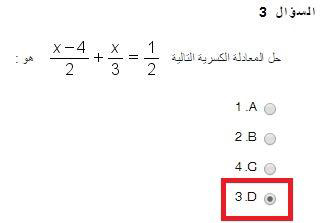 السؤال 3
حل المعادلة الكسرية التالية (x−4)/2 + x/3 = 1/2 هو :
1 .A
2 .B
4 .C
3 .D